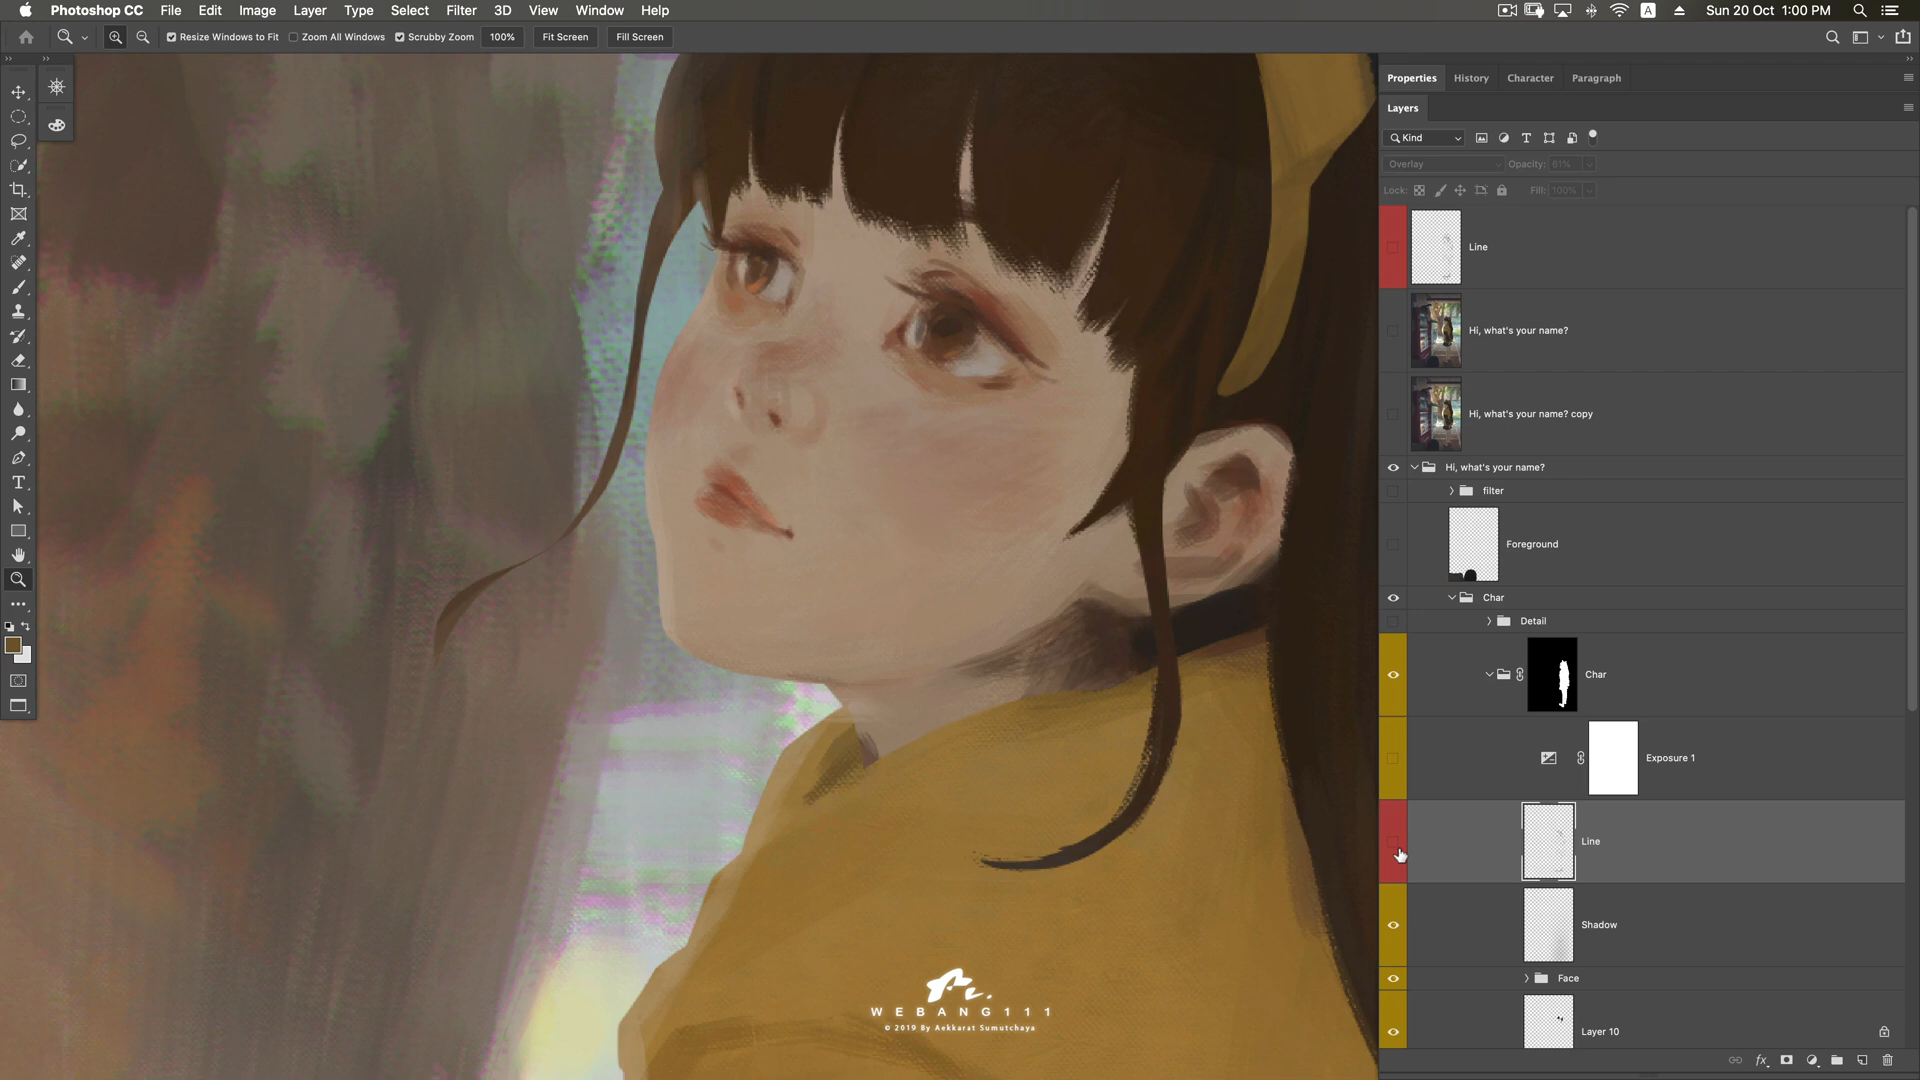 Photoshop CC File Edit Image Layer Type Select Filter 3D View Window Help A Sun 20 Oct 1:00 PM
Resize Windows to Fit Zoom All Windows Scrubby Zoom 100% Fit Screen Fill Screen
Properties History Character Paragraph
Layers
Kind
Overlay Opacity: 61%
Lock: Fill: 100%
Line
Hi, what's your name?
Hi, what's your name? copy
Hi, what's your name?
filter
Foreground
Char
Detail
Char
Exposure 1
Line
Shadow
Face
Layer 10
WEBANG111
© 2019 By Aekkarat Sumutchaya